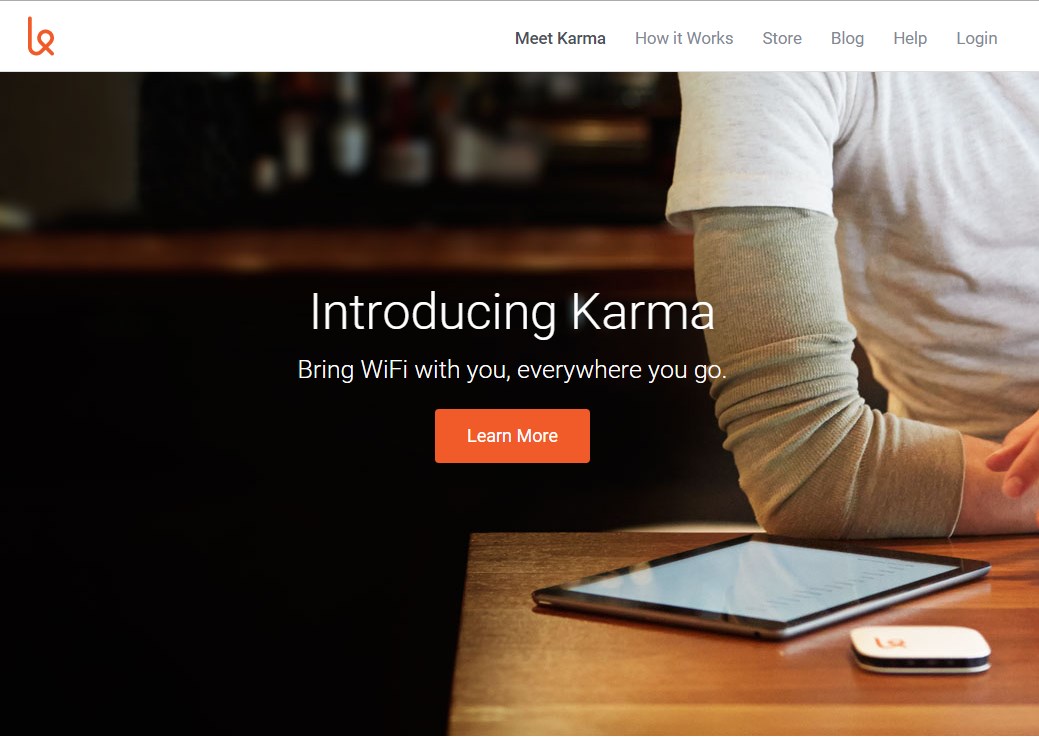 Meet Karma How it Works Store Blog Help Login
Introducing Karma
Bring WiFi with you, everywhere you go.
Learn More